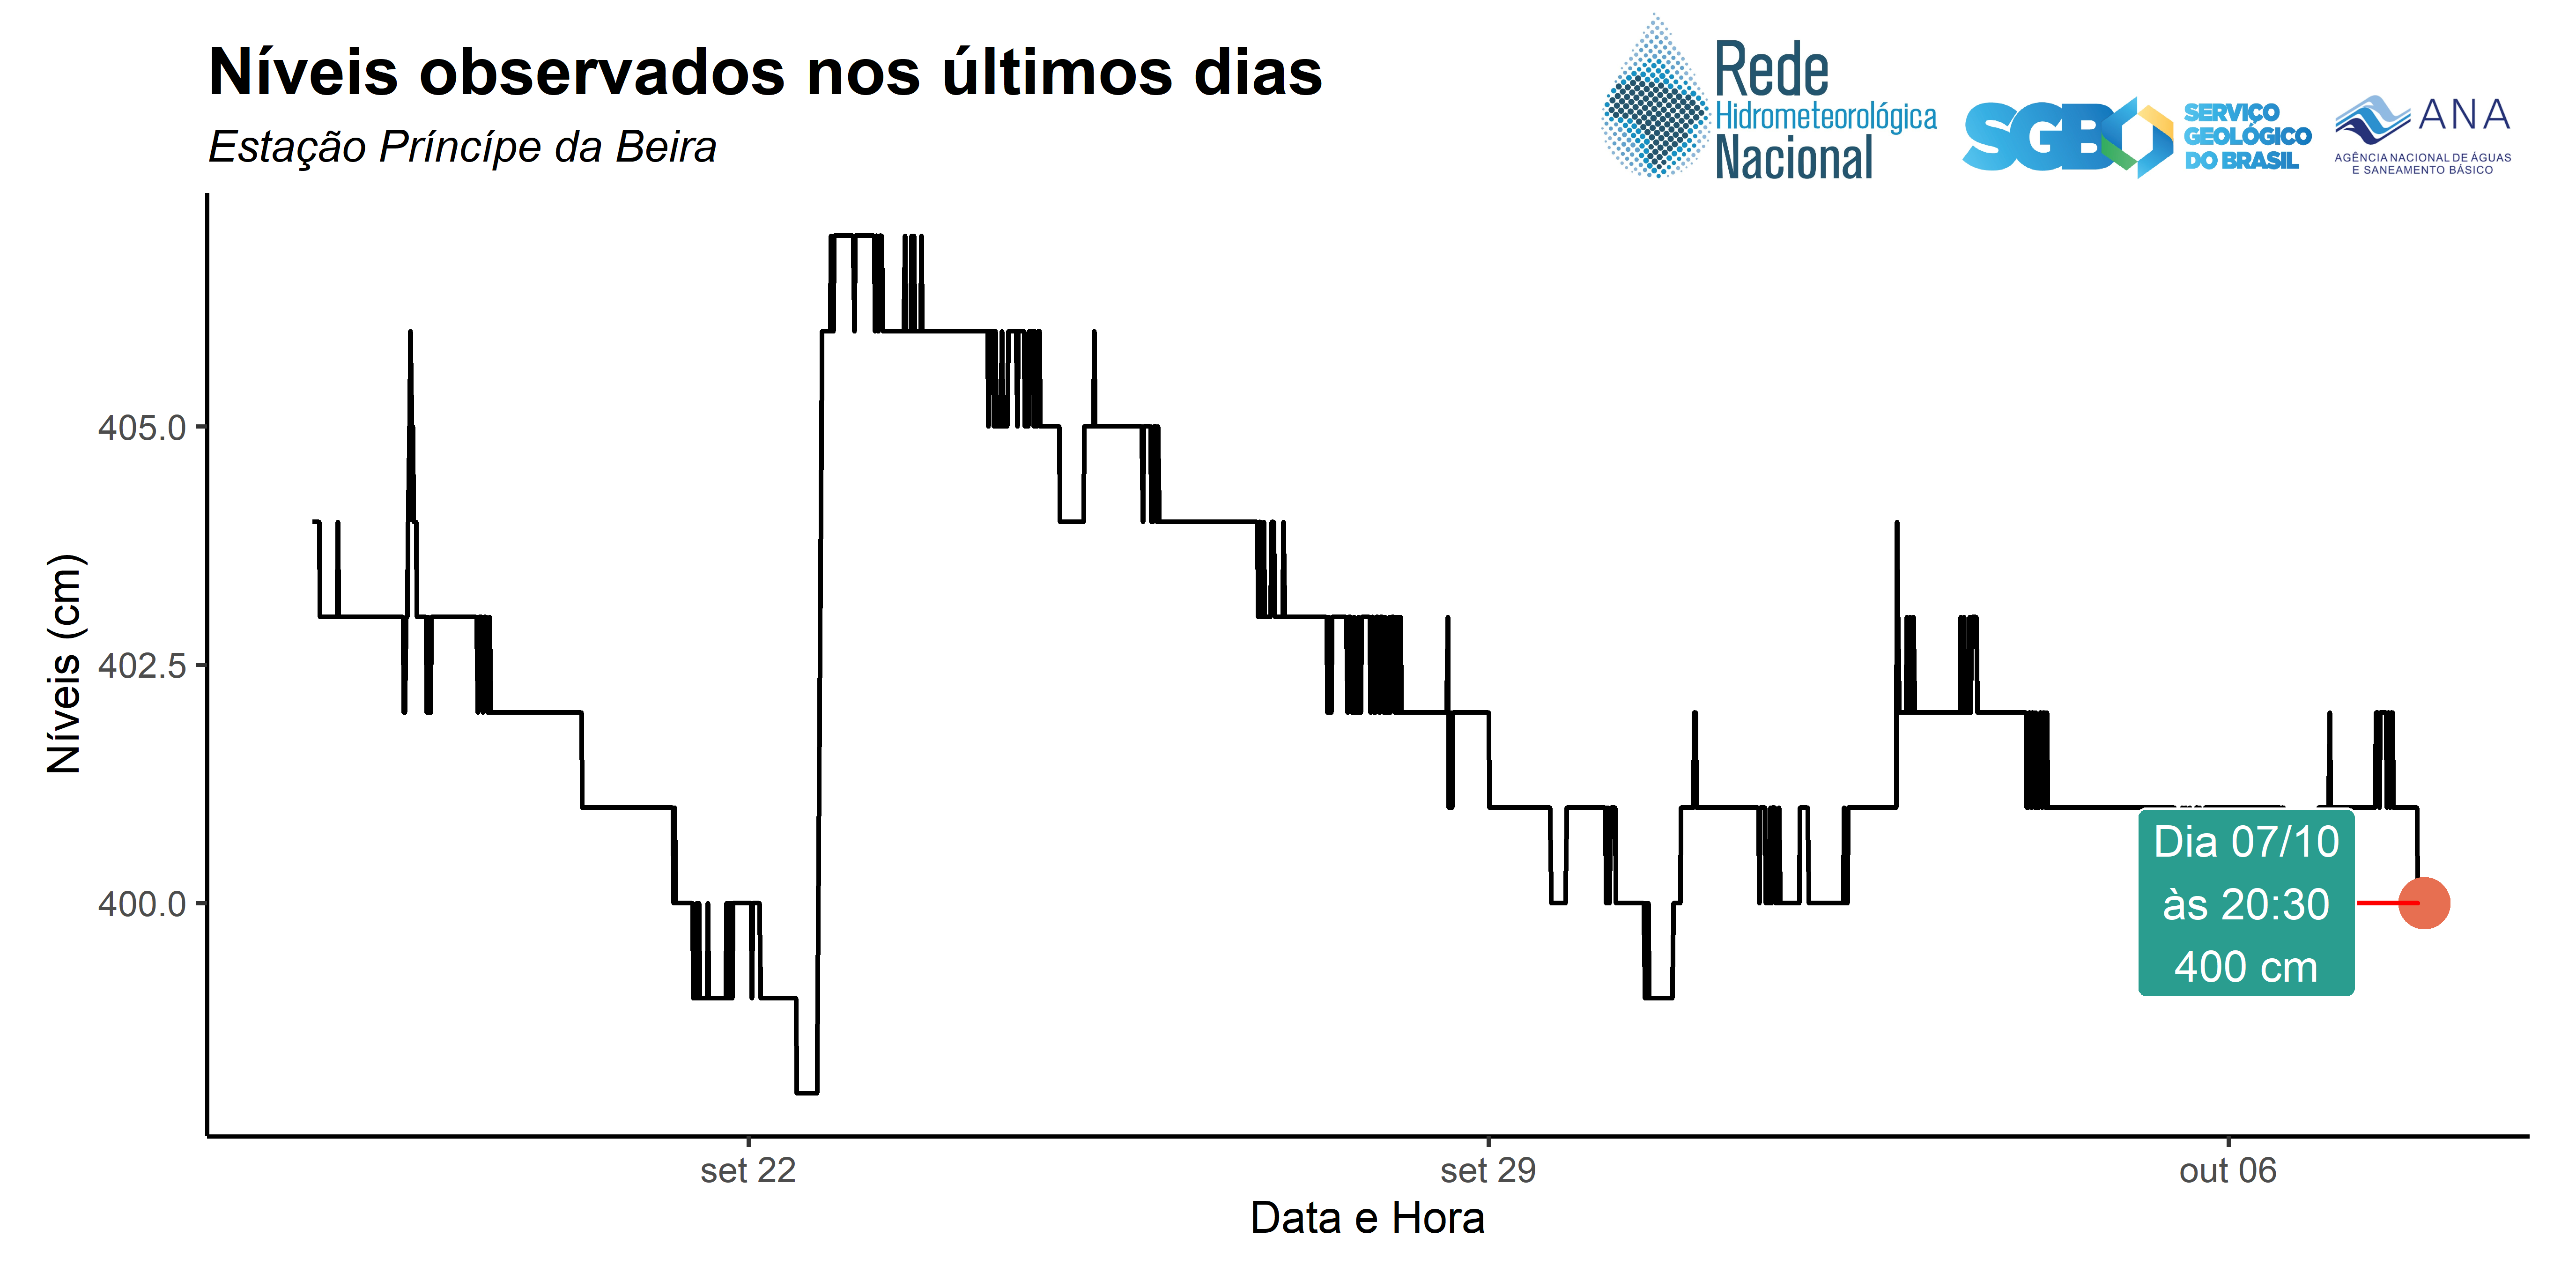 Níveis observados nos últimos dias
Estação Príncípe da Beira
Rede
Hidrometeorológica
Nacional
SGB
SERVIÇO
GEOLÓGICO
DO BRASIL
ANA
AGÊNCIA NACIONAL DE ÁGUAS
E SANEAMENTO BÁSICO
Níveis (cm)
405.0
402.5
400.0
Dia 07/10
às 20:30
400 cm
set 22
set 29
out 06
Data e Hora